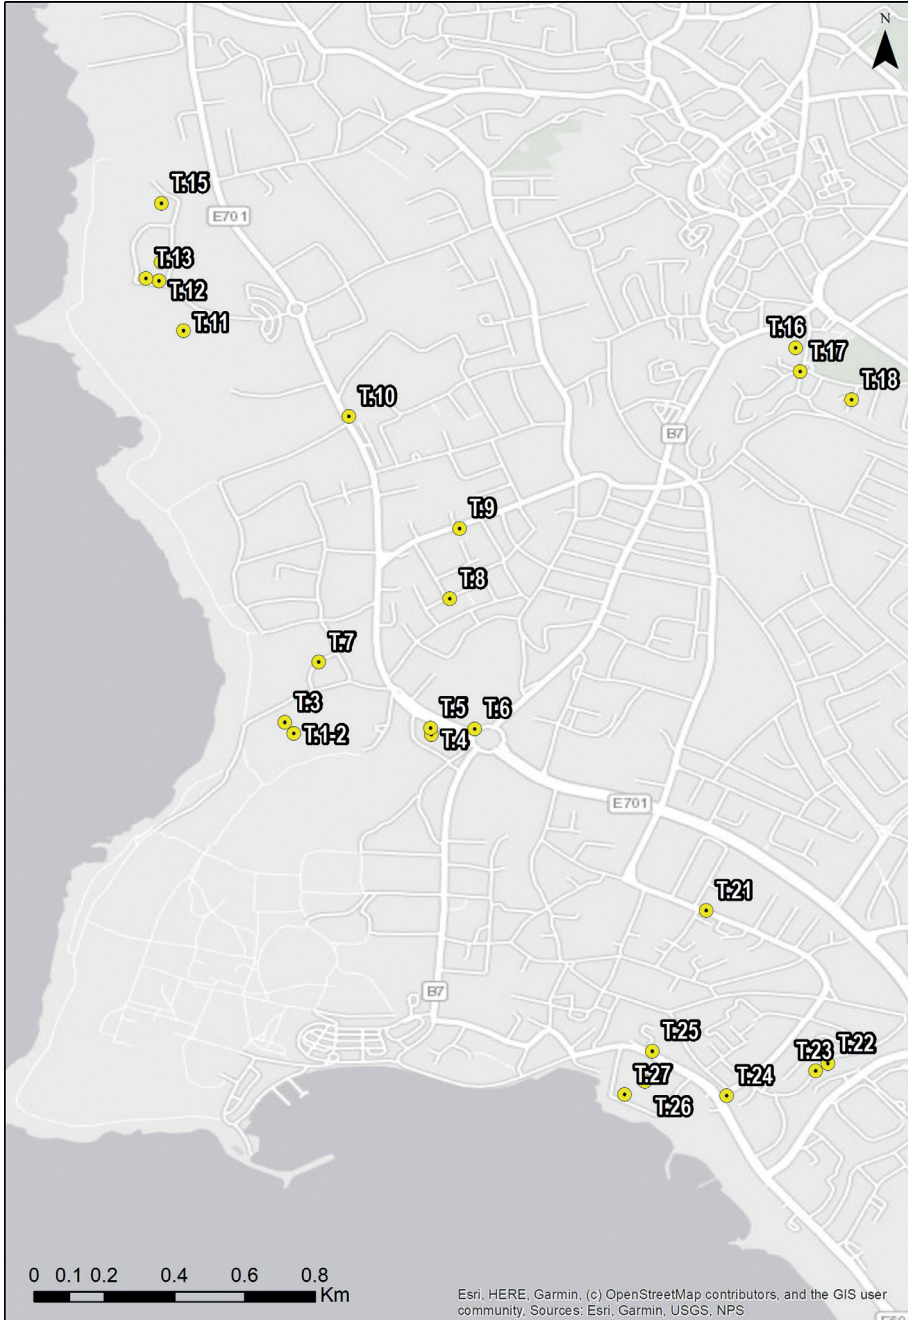 N
T.15
E701
T.13
T.12
T.11
T.16
T.17
T.18
T.10
B7
T.9
T.8
T.7
T.3
T.1-2
T.5
T.6
T.4
E701
T.21
B7
T.25
T.22
T.23
T.27
T.24
T.26
0 0.1 0.2 0.4 0.6 0.8
Km
Esri, HERE, Garmin, (c) OpenStreetMap contributors, and the GIS user
community, Sources: Esri, Garmin, USGS, NPS